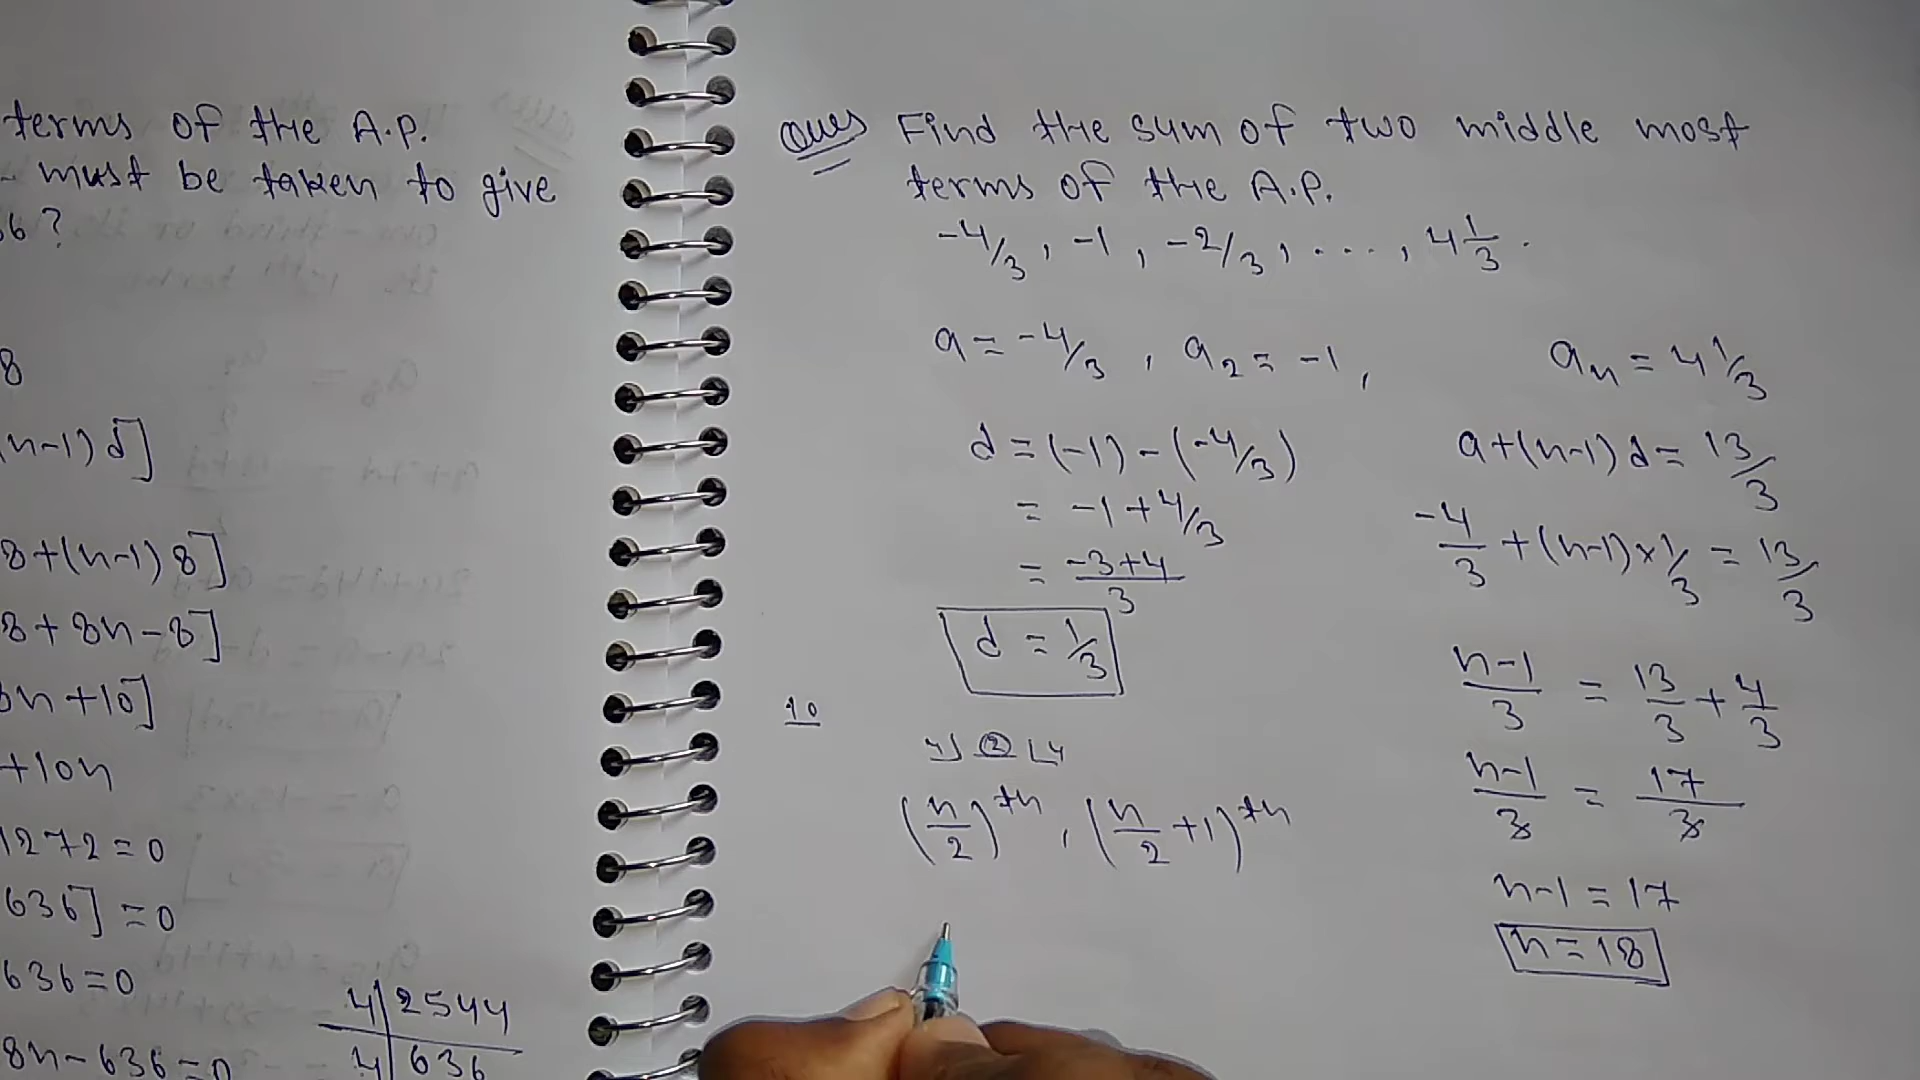 terms of the A.P.
must be taken to give
6?
8
(n-1)d]
8+(n-1)8]
8+8n-8]
8n+10]
+10n
1272=0
636]=0
636=0
8n-636=0
4|2544
4|636
Ques Find the sum of two middle most
terms of the A.P.
-4/3, -1, -2/3, ...., 4 1/3.
a=-4/3, a2=-1,
d=(-1)-(-4/3)
= -1+4/3
= (-3+4)/3
d=1/3
10
4) ② (4
(n/2)th, (n/2+1)th
an=4 1/3
a+(n-1)d=13/3
-4/3+(n-1)×1/3=13/3
(n-1)/3=13/3+4/3
(n-1)/3=17/3
n-1=17
n=18